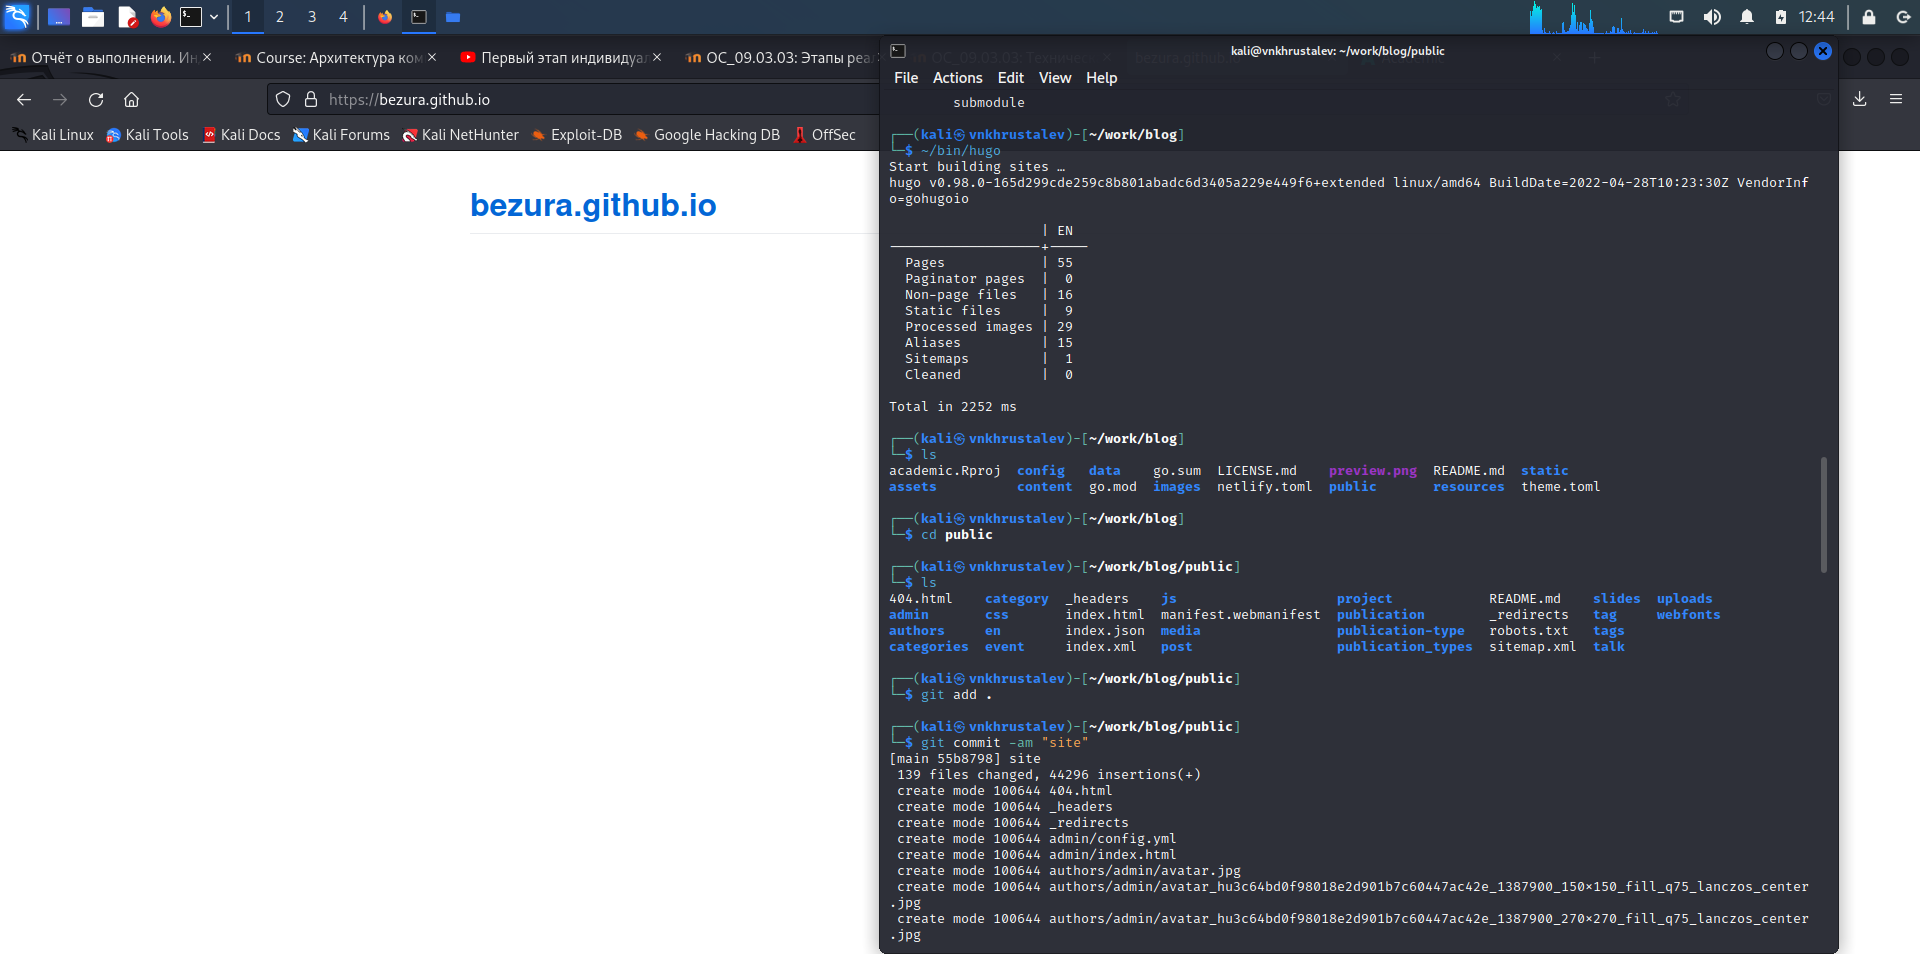 1 2 3 4
12:44
Отчёт о выполнении. Ин
Course: Архитектура ком
Первый этап индивидуал
ОС_09.03.03: Этапы реа
https://bezura.github.io
Kali Linux Kali Tools Kali Docs Kali Forums Kali NetHunter Exploit-DB Google Hacking DB OffSec
bezura.github.io
kali@vnkhrustalev: ~/work/blog/public
File Actions Edit View Help
submodule
┌──(kali㉿vnkhrustalev)-[~/work/blog]
└─$ ~/bin/hugo
Start building sites …
hugo v0.98.0-165d299cde259c8b801abadc6d3405a229e449f6+extended linux/amd64 BuildDate=2022-04-28T10:23:30Z VendorInf
o=gohugoio
| EN
-------------------+-----
Pages | 55
Paginator pages | 0
Non-page files | 16
Static files | 9
Processed images | 29
Aliases | 15
Sitemaps | 1
Cleaned | 0
Total in 2252 ms
┌──(kali㉿vnkhrustalev)-[~/work/blog]
└─$ ls
academic.Rproj config data go.sum LICENSE.md preview.png README.md static
assets content go.mod images netlify.toml public resources theme.toml
┌──(kali㉿vnkhrustalev)-[~/work/blog]
└─$ cd public
┌──(kali㉿vnkhrustalev)-[~/work/blog/public]
└─$ ls
404.html category _headers js project README.md slides uploads
admin css index.html manifest.webmanifest publication _redirects tag webfonts
authors en index.json media publication-type robots.txt tags
categories event index.xml post publication_types sitemap.xml talk
┌──(kali㉿vnkhrustalev)-[~/work/blog/public]
└─$ git add .
┌──(kali㉿vnkhrustalev)-[~/work/blog/public]
└─$ git commit -am "site"
[main 55b8798] site
139 files changed, 44296 insertions(+)
create mode 100644 404.html
create mode 100644 _headers
create mode 100644 _redirects
create mode 100644 admin/config.yml
create mode 100644 admin/index.html
create mode 100644 authors/admin/avatar.jpg
create mode 100644 authors/admin/avatar_hu3c64bd0f98018e2d901b7c60447ac42e_1387900_150×150_fill_q75_lanczos_center
.jpg
create mode 100644 authors/admin/avatar_hu3c64bd0f98018e2d901b7c60447ac42e_1387900_270×270_fill_q75_lanczos_center
.jpg